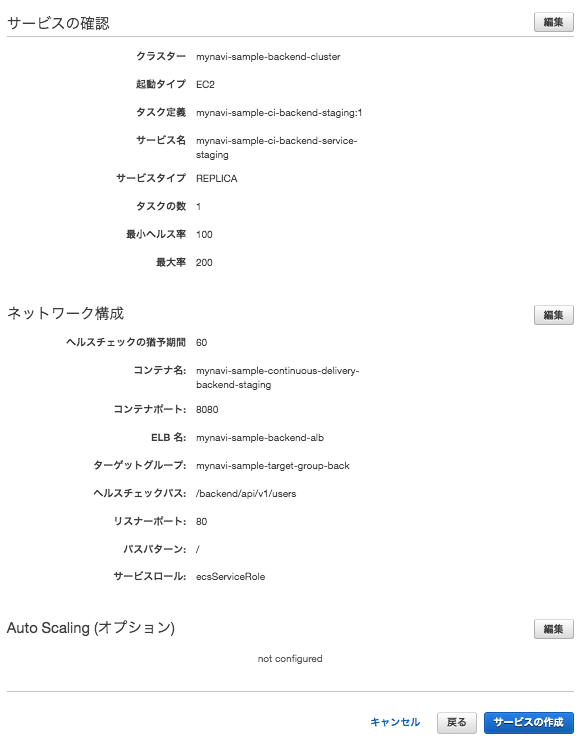 サービスの確認 編集
クラスター mynavi-sample-backend-cluster
起動タイプ EC2
タスク定義 mynavi-sample-ci-backend-staging:1
サービス名 mynavi-sample-ci-backend-service-
staging
サービスタイプ REPLICA
タスクの数 1
最小ヘルス率 100
最大率 200
ネットワーク構成 編集
ヘルスチェックの猶予期間 60
コンテナ名: mynavi-sample-continuous-delivery-
backend-staging
コンテナポート: 8080
ELB 名: mynavi-sample-backend-alb
ターゲットグループ: mynavi-sample-target-group-back
ヘルスチェックパス: /backend/api/v1/users
リスナーポート: 80
パスパターン: /
サービスロール: ecsServiceRole
Auto Scaling (オプション) 編集
not configured
キャンセル 戻る サービスの作成